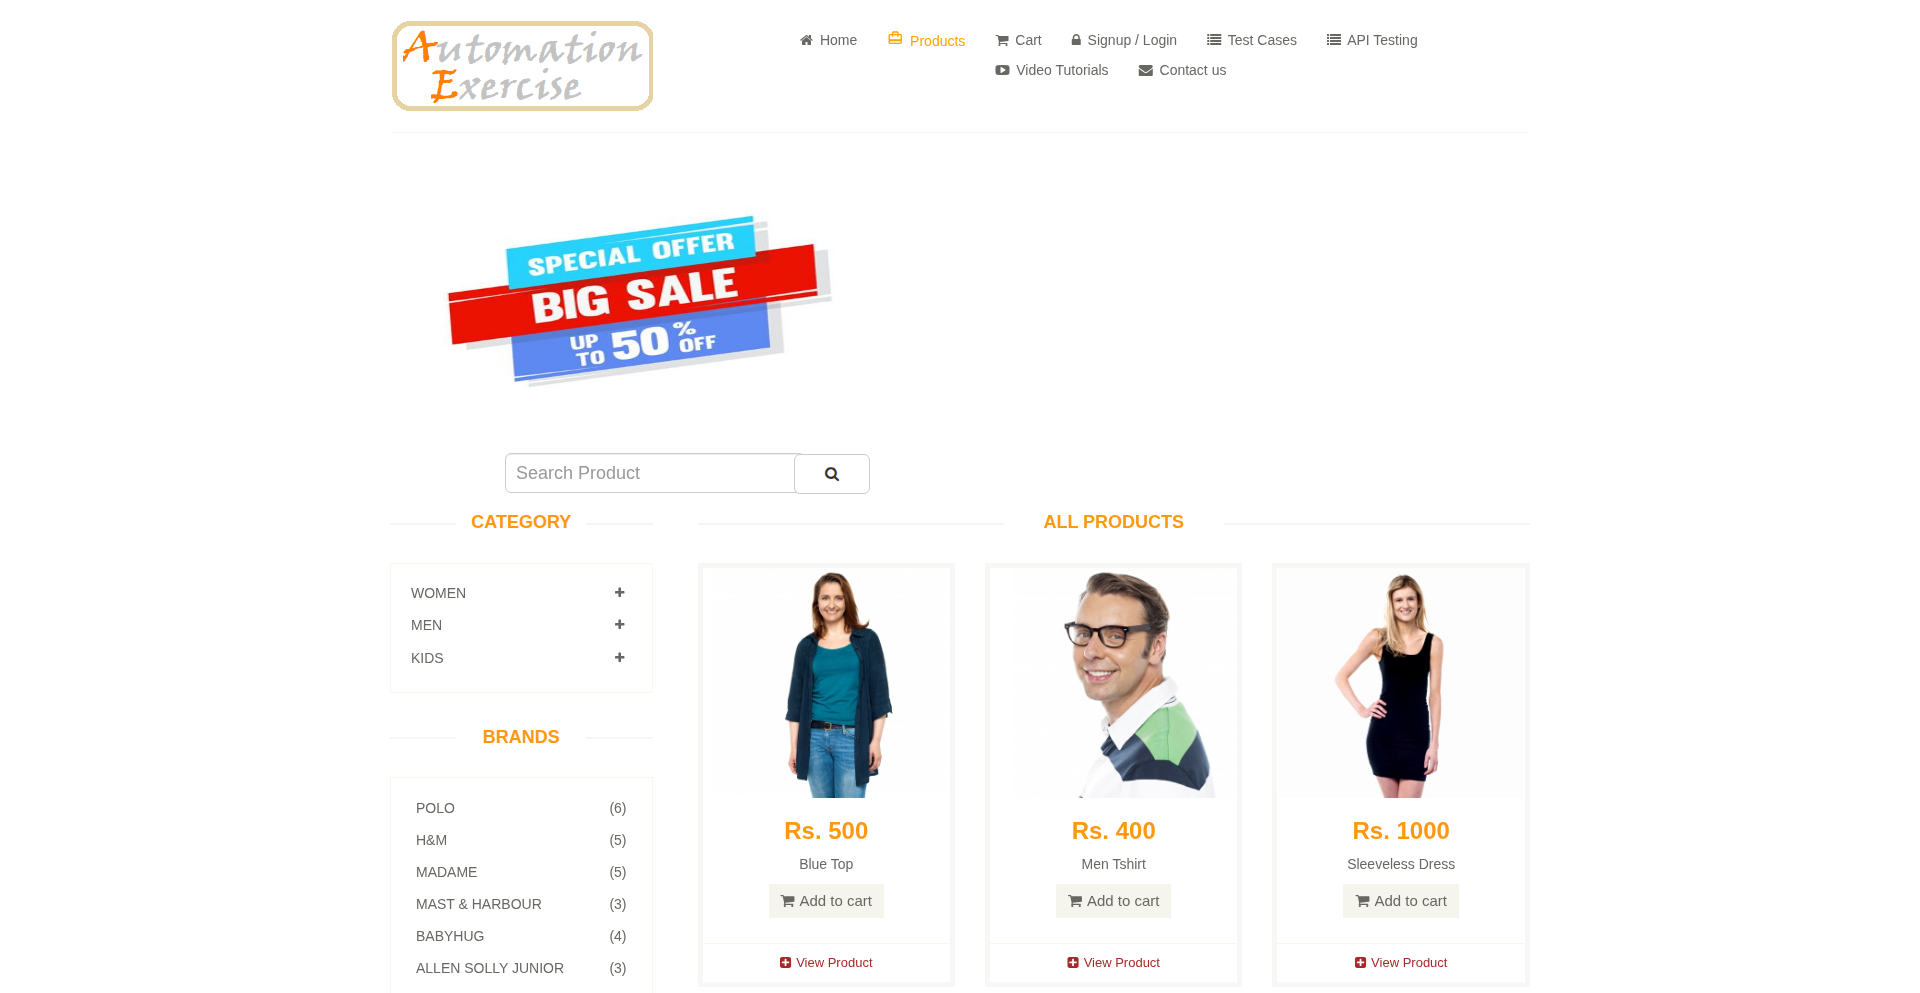 Automation
Exercise
Home
Products
Cart
Signup / Login
Test Cases
API Testing
Video Tutorials
Contact us
SPECIAL OFFER
BIG SALE
UP TO 50% OFF
Search Product
CATEGORY
WOMEN
MEN
KIDS
BRANDS
POLO (6)
H&M (5)
MADAME (5)
MAST & HARBOUR (3)
BABYHUG (4)
ALLEN SOLLY JUNIOR (3)
ALL PRODUCTS
Rs. 500
Blue Top
Add to cart
View Product
Rs. 400
Men Tshirt
Add to cart
View Product
Rs. 1000
Sleeveless Dress
Add to cart
View Product